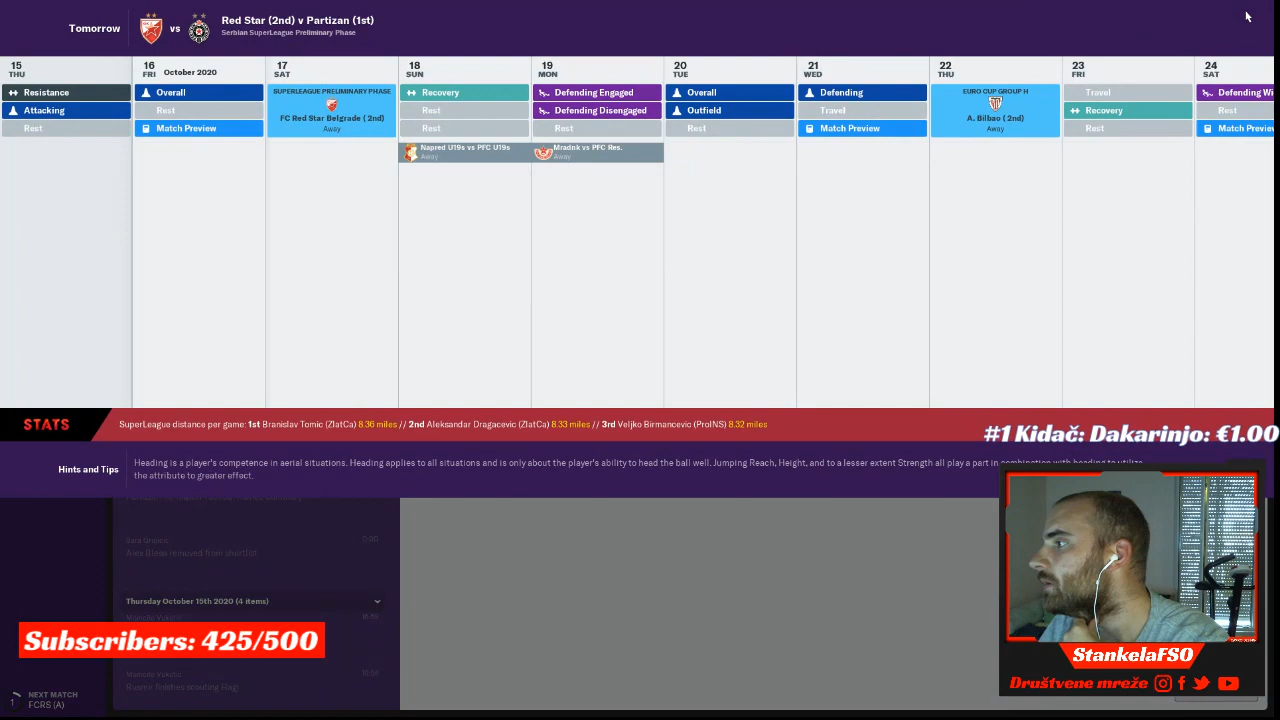 Tomorrow
vs
Red Star (2nd) v Partizan (1st)
Serbian SuperLeague Preliminary Phase
15
THU
16
FRI
October 2020
17
SAT
18
SUN
19
MON
20
TUE
21
WED
22
THU
23
FRI
24
SAT
Resistance
Attacking
Rest
Overall
Rest
Match Preview
SUPERLEAGUE PRELIMINARY PHASE
FC Red Star Belgrade ( 2nd)
Away
Recovery
Rest
Rest
Napred U19s vs PFC U19s
Away
Defending Engaged
Defending Disengaged
Rest
Mradnk vs PFC Res.
Away
Overall
Outfield
Rest
Defending
Travel
Match Preview
EURO CUP GROUP H
A. Bilbao ( 2nd)
Away
Travel
Recovery
Rest
Defending Wi
Rest
Match Preview
STATS
SuperLeague distance per game: 1st Branislav Tomic (ZlatCa) 8.36 miles // 2nd Aleksandar Dragacevic (ZlatCa) 8.33 miles // 3rd Veljko Birmancevic (ProINS) 8.32 miles
#1 Kidač: Dakarinjo: €1.00
Hints and Tips
Heading is a player's competence in aerial situations. Heading applies to all situations and is only about the player's ability to head the ball well. Jumping Reach, Height, and to a lesser extent Strength all play a part in combination with heading to utilize
the attribute to greater effect.
removed from shortlist
Thursday October 15th 2020 (4 items)
Subscribers: 425/500
finishes scouting Hagi
NEXT MATCH
FCRS (A)
StankelaFSO
Društvene mreže